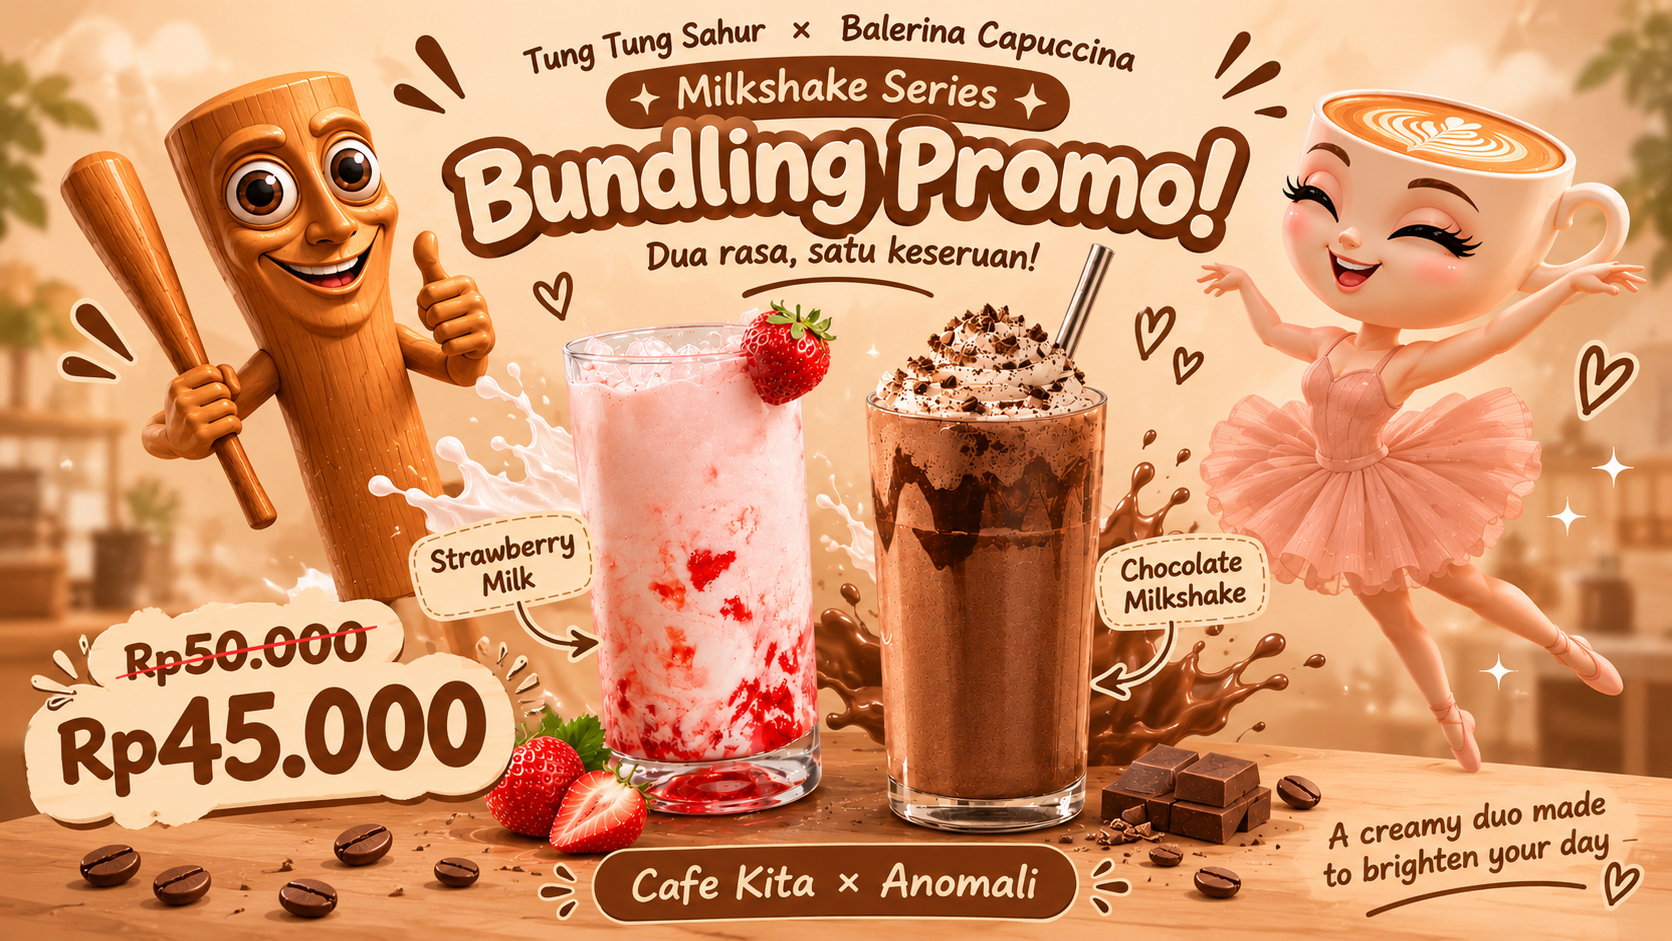 Tung Tung Sahur × Balerina Capuccina
Milkshake Series
Bundling Promo!
Dua rasa, satu keseruan!
Strawberry
Milk
Chocolate
Milkshake
Rp50.000
Rp45.000
A creamy duo made
to brighten your day
Cafe Kita × Anomali